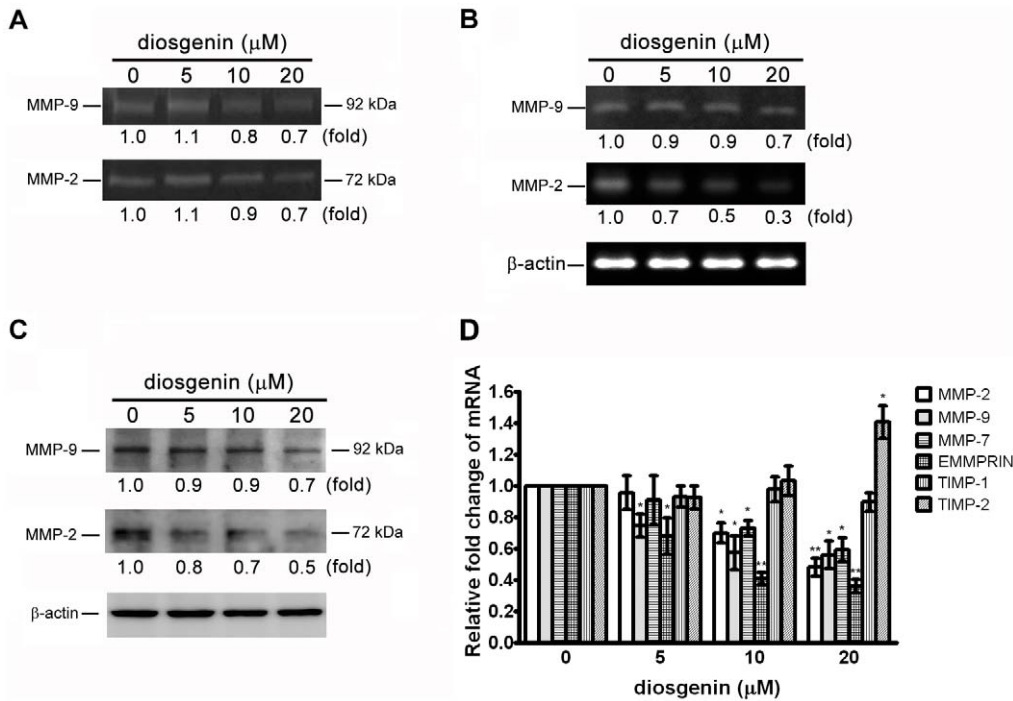 A
diosgenin (μM)
0 5 10 20
MMP-9 92 kDa
1.0 1.1 0.8 0.7 (fold)
MMP-2 72 kDa
1.0 1.1 0.9 0.7 (fold)
B
diosgenin (μM)
0 5 10 20
MMP-9
1.0 0.9 0.9 0.7 (fold)
MMP-2
1.0 0.7 0.5 0.3 (fold)
β-actin
C
diosgenin (μM)
0 5 10 20
MMP-9 92 kDa
1.0 0.9 0.9 0.7 (fold)
MMP-2 72 kDa
1.0 0.8 0.7 0.5 (fold)
β-actin
D
Relative fold change of mRNA
1.6
1.4
1.2
1.0
0.8
0.6
0.4
0.2
0.0
* * * * * ** ** * * ** *
0 5 10 20
diosgenin (μM)
MMP-2
MMP-9
MMP-7
EMMPRIN
TIMP-1
TIMP-2